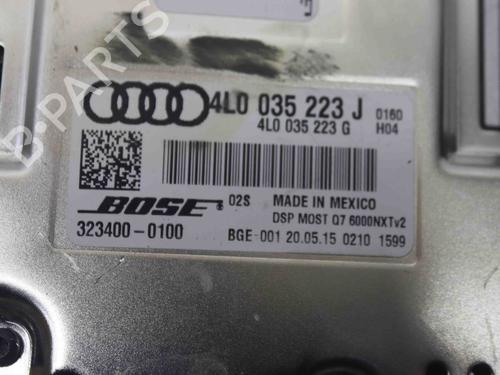 4L0 035 223 J 0160
4L0 035 223 G H04
BOSE 02S MADE IN MEXICO
DSP MOST Q7 6000NXTv2
323400-0100 BGE-001 20.05.15 0210 1599